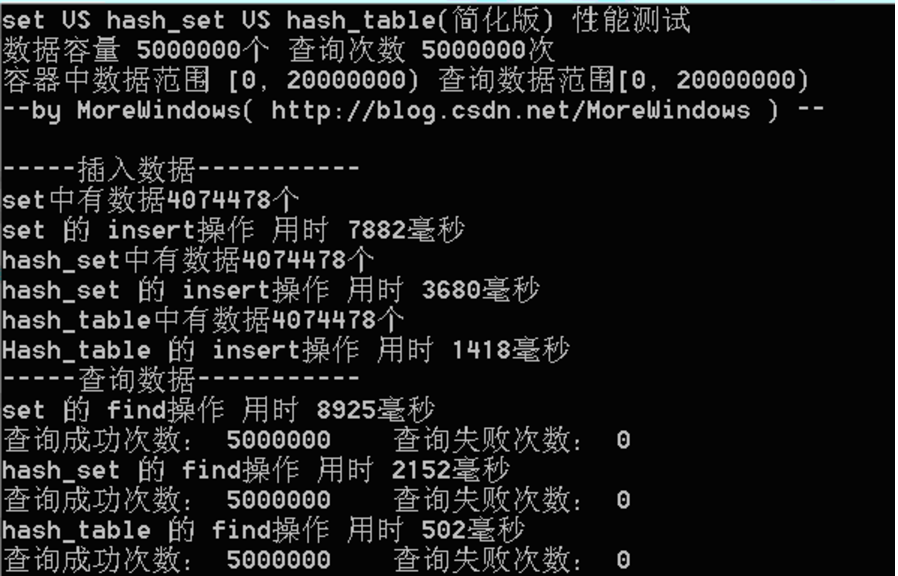 set VS hash_set VS hash_table(简化版) 性能测试
数据容量 5000000个 查询次数 5000000次
容器中数据范围 [0, 20000000) 查询数据范围[0, 20000000)
--by MoreWindows( http://blog.csdn.net/MoreWindows ) --
-----插入数据-----------
set中有数据4074478个
set 的 insert操作 用时 7882毫秒
hash_set中有数据4074478个
hash_set 的 insert操作 用时 3680毫秒
hash_table中有数据4074478个
Hash_table 的 insert操作 用时 1418毫秒
-----查询数据-----------
set 的 find操作 用时 8925毫秒
查询成功次数： 5000000 查询失败次数： 0
hash_set 的 find操作 用时 2152毫秒
查询成功次数： 5000000 查询失败次数： 0
hash_table 的 find操作 用时 502毫秒
查询成功次数： 5000000 查询失败次数： 0